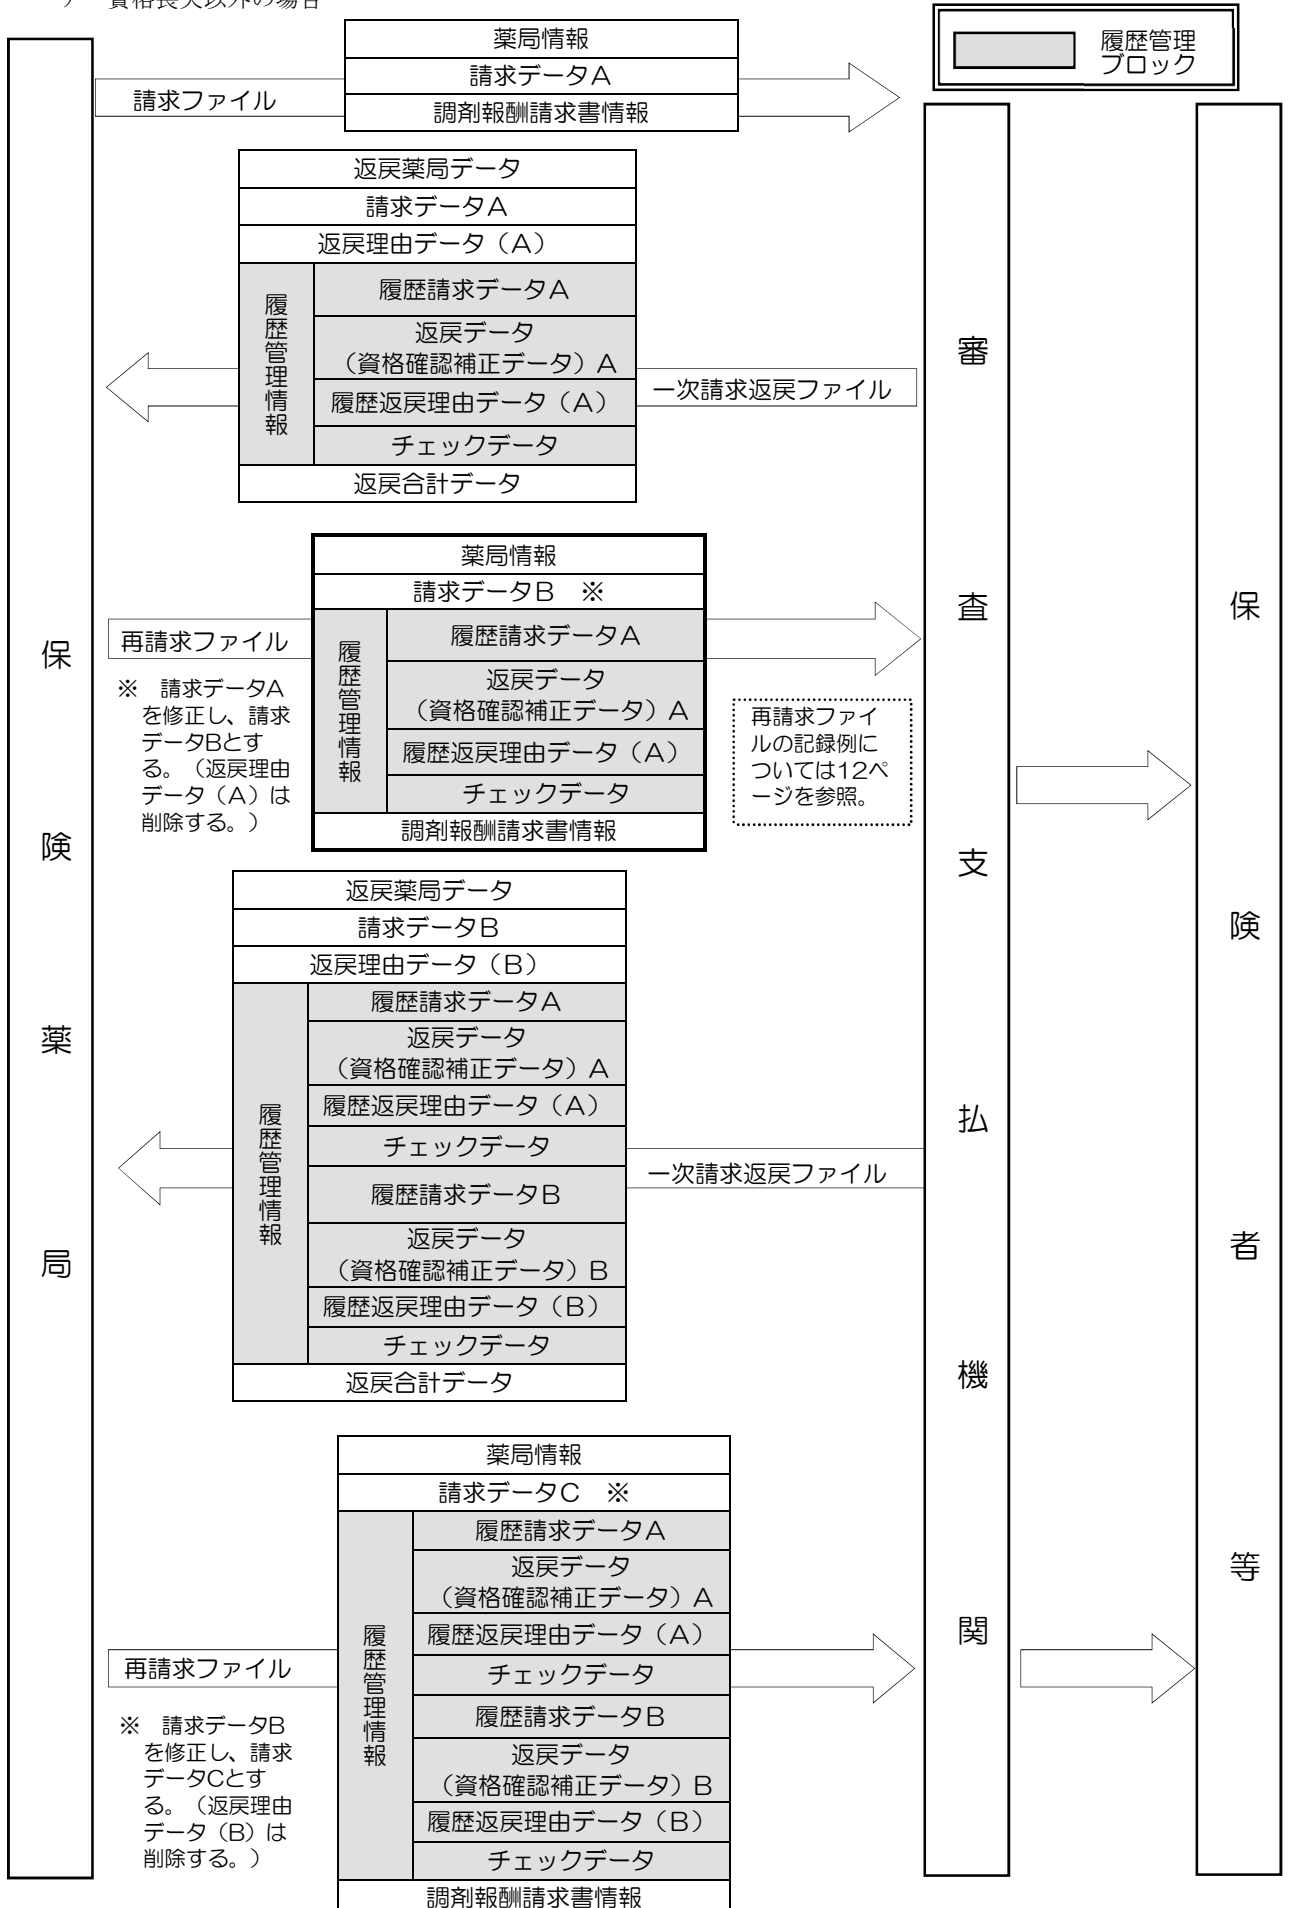 資格喪失以外の場合
履歴管理
ブロック
薬局情報
請求データA
調剤報酬請求書情報
請求ファイル
返戻薬局データ
請求データA
返戻理由データ（A）
履歴管理情報
履歴請求データA
返戻データ
（資格確認補正データ）A
履歴返戻理由データ（A）
チェックデータ
返戻合計データ
一次請求返戻ファイル
薬局情報
請求データB　※
履歴管理情報
履歴請求データA
返戻データ
（資格確認補正データ）A
履歴返戻理由データ（A）
チェックデータ
調剤報酬請求書情報
再請求ファイル
※　請求データA
を修正し、請求
データBとす
る。（返戻理由
データ（A）は
削除する。）
再請求ファイ
ルの記録例に
ついては12ペ
ージを参照。
返戻薬局データ
請求データB
返戻理由データ（B）
履歴管理情報
履歴請求データA
返戻データ
（資格確認補正データ）A
履歴返戻理由データ（A）
チェックデータ
履歴請求データB
返戻データ
（資格確認補正データ）B
履歴返戻理由データ（B）
チェックデータ
返戻合計データ
一次請求返戻ファイル
薬局情報
請求データC　※
履歴管理情報
履歴請求データA
返戻データ
（資格確認補正データ）A
履歴返戻理由データ（A）
チェックデータ
履歴請求データB
返戻データ
（資格確認補正データ）B
履歴返戻理由データ（B）
チェックデータ
調剤報酬請求書情報
再請求ファイル
※　請求データB
を修正し、請求
データCとす
る。（返戻理由
データ（B）は
削除する。）
保険薬局
審査支払機関
保険者等